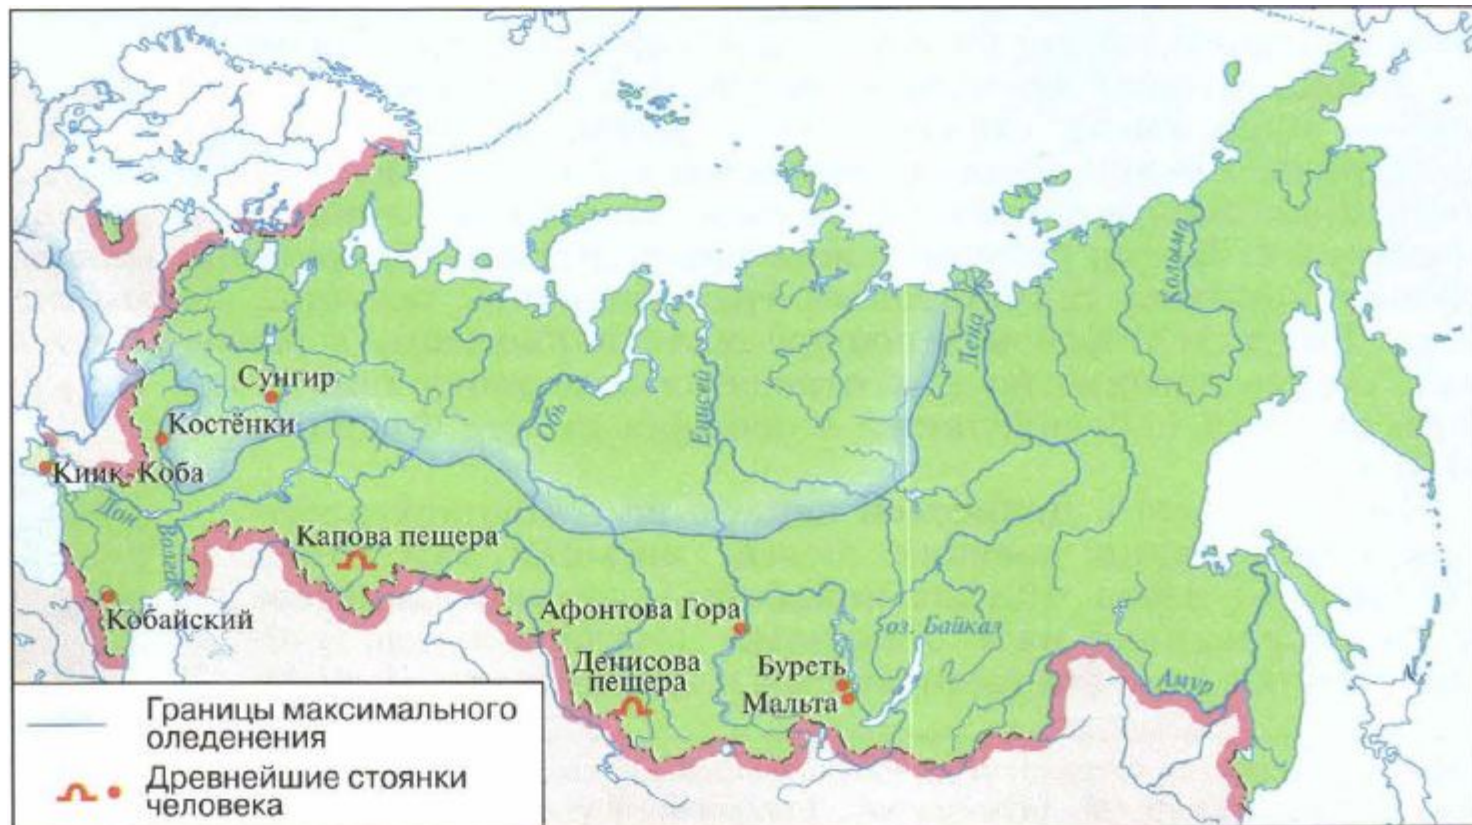 Колыма
Лена
Сунгир
Обь
Енисей
Костёнки
Киик-Коба
Дон
Волга
Капова пещера
Кобайский
Афонтова Гора
оз. Байкал
Денисова
пещера
Буреть
Мальта
Амур
Границы максимального
оледенения
Древнейшие стоянки
человека